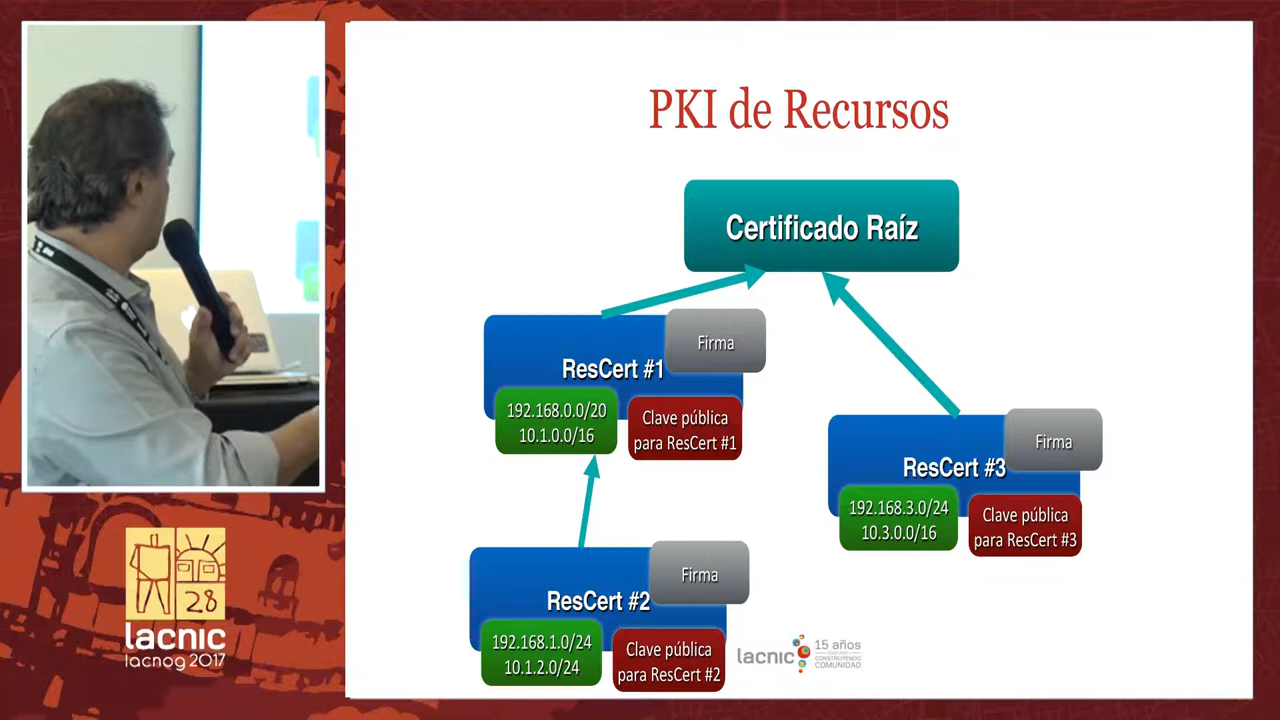 PKI de Recursos
Certificado Raíz
ResCert #1
Firma
192.168.0.0/20
10.1.0.0/16
Clave pública
para ResCert #1
ResCert #3
Firma
192.168.3.0/24
10.3.0.0/16
Clave pública
para ResCert #3
ResCert #2
Firma
192.168.1.0/24
10.1.2.0/24
Clave pública
para ResCert #2
lacnic
15 años
CONSTRUYENDO
COMUNIDAD
28
lacnic
lacnog 2017